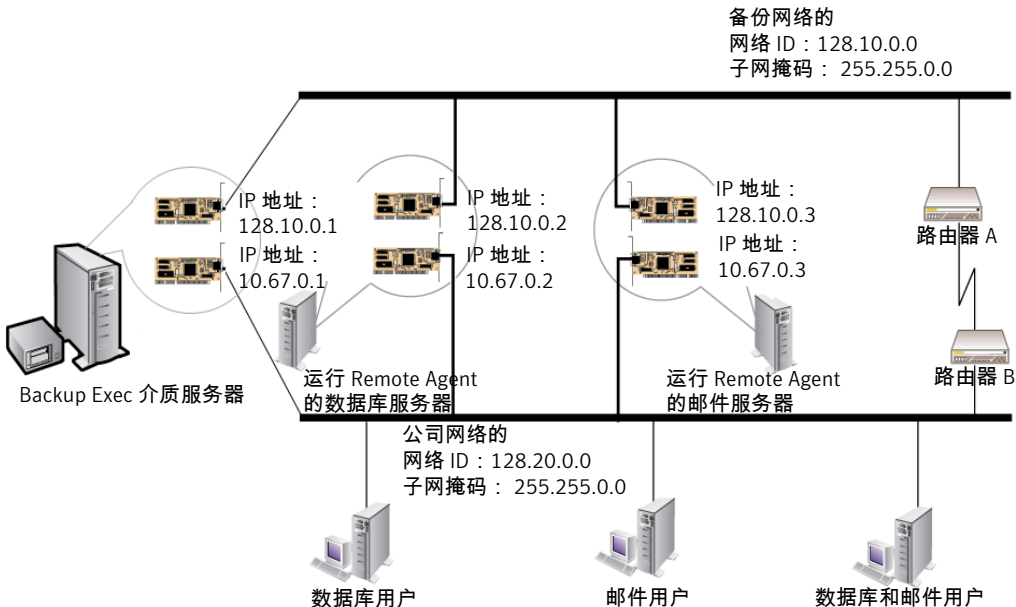 备份网络的
网络 ID：128.10.0.0
子网掩码： 255.255.0.0
IP 地址：
128.10.0.1
IP 地址：
10.67.0.1
IP 地址：
128.10.0.2
IP 地址：
10.67.0.2
IP 地址：
128.10.0.3
IP 地址：
10.67.0.3
路由器 A
路由器 B
Backup Exec 介质服务器
运行 Remote Agent
的数据库服务器
运行 Remote Agent
的邮件服务器
公司网络的
网络 ID：128.20.0.0
子网掩码： 255.255.0.0
数据库用户
邮件用户
数据库和邮件用户